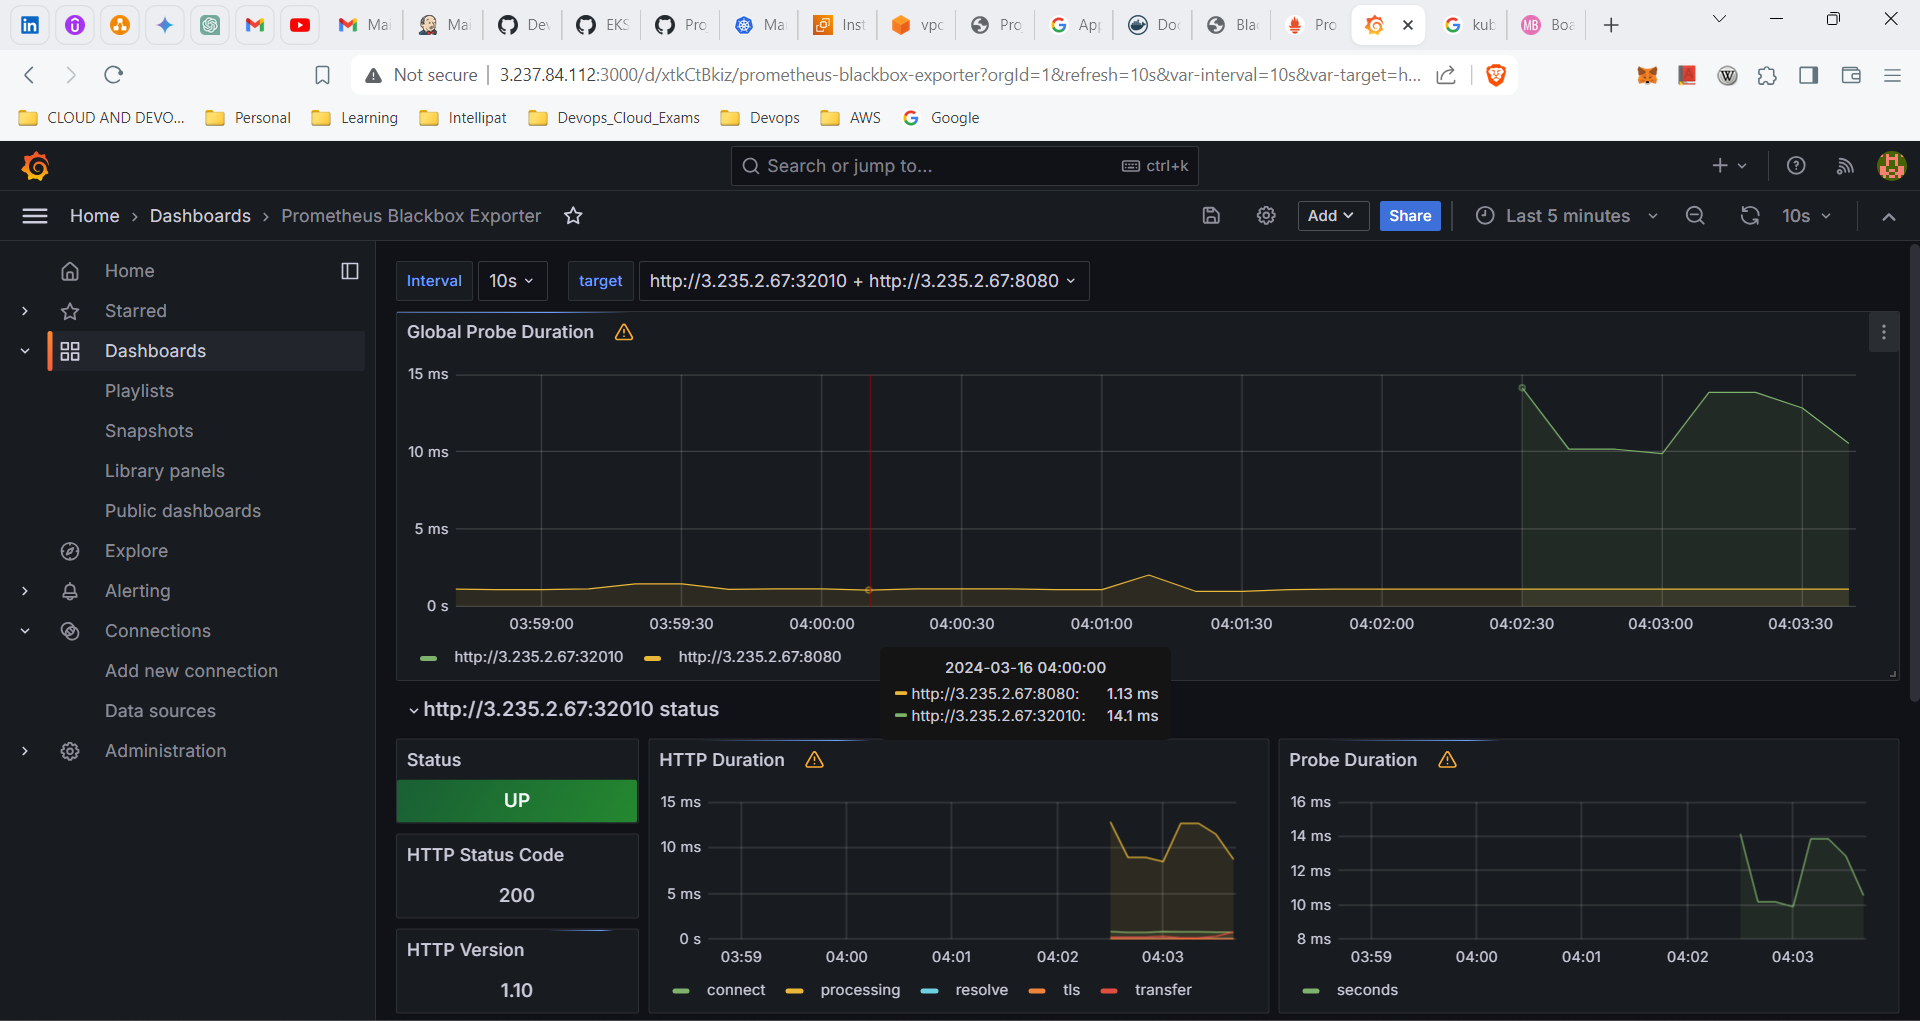 Mai
Mai
Dev
EKS
Pro
Ma
Inst
vpc
Pro
App
Doc
Blac
Pro
kub
MB
Boa
Not secure
3.237.84.112:3000/d/xtkCtBkiz/prometheus-blackbox-exporter?orgId=1&refresh=10s&var-interval=10s&var-target=h...
CLOUD AND DEVO...
Personal
Learning
Intellipat
Devops_Cloud_Exams
Devops
AWS
Google
Search or jump to...
ctrl+k
Home › Dashboards › Prometheus Blackbox Exporter
Add
Share
Last 5 minutes
10s
Home
Starred
Dashboards
Playlists
Snapshots
Library panels
Public dashboards
Explore
Alerting
Connections
Add new connection
Data sources
Administration
Interval
10s
target
http://3.235.2.67:32010 + http://3.235.2.67:8080
Global Probe Duration
15 ms
10 ms
5 ms
0 s
03:59:00
03:59:30
04:00:00
04:00:30
04:01:00
04:01:30
04:02:00
04:02:30
04:03:00
04:03:30
http://3.235.2.67:32010
http://3.235.2.67:8080
2024-03-16 04:00:00
http://3.235.2.67:8080: 1.13 ms
http://3.235.2.67:32010: 14.1 ms
http://3.235.2.67:32010 status
Status
UP
HTTP Status Code
200
HTTP Version
1.10
HTTP Duration
15 ms
10 ms
5 ms
0 s
03:59
04:00
04:01
04:02
04:03
connect
processing
resolve
tls
transfer
Probe Duration
16 ms
14 ms
12 ms
10 ms
8 ms
03:59
04:00
04:01
04:02
04:03
seconds